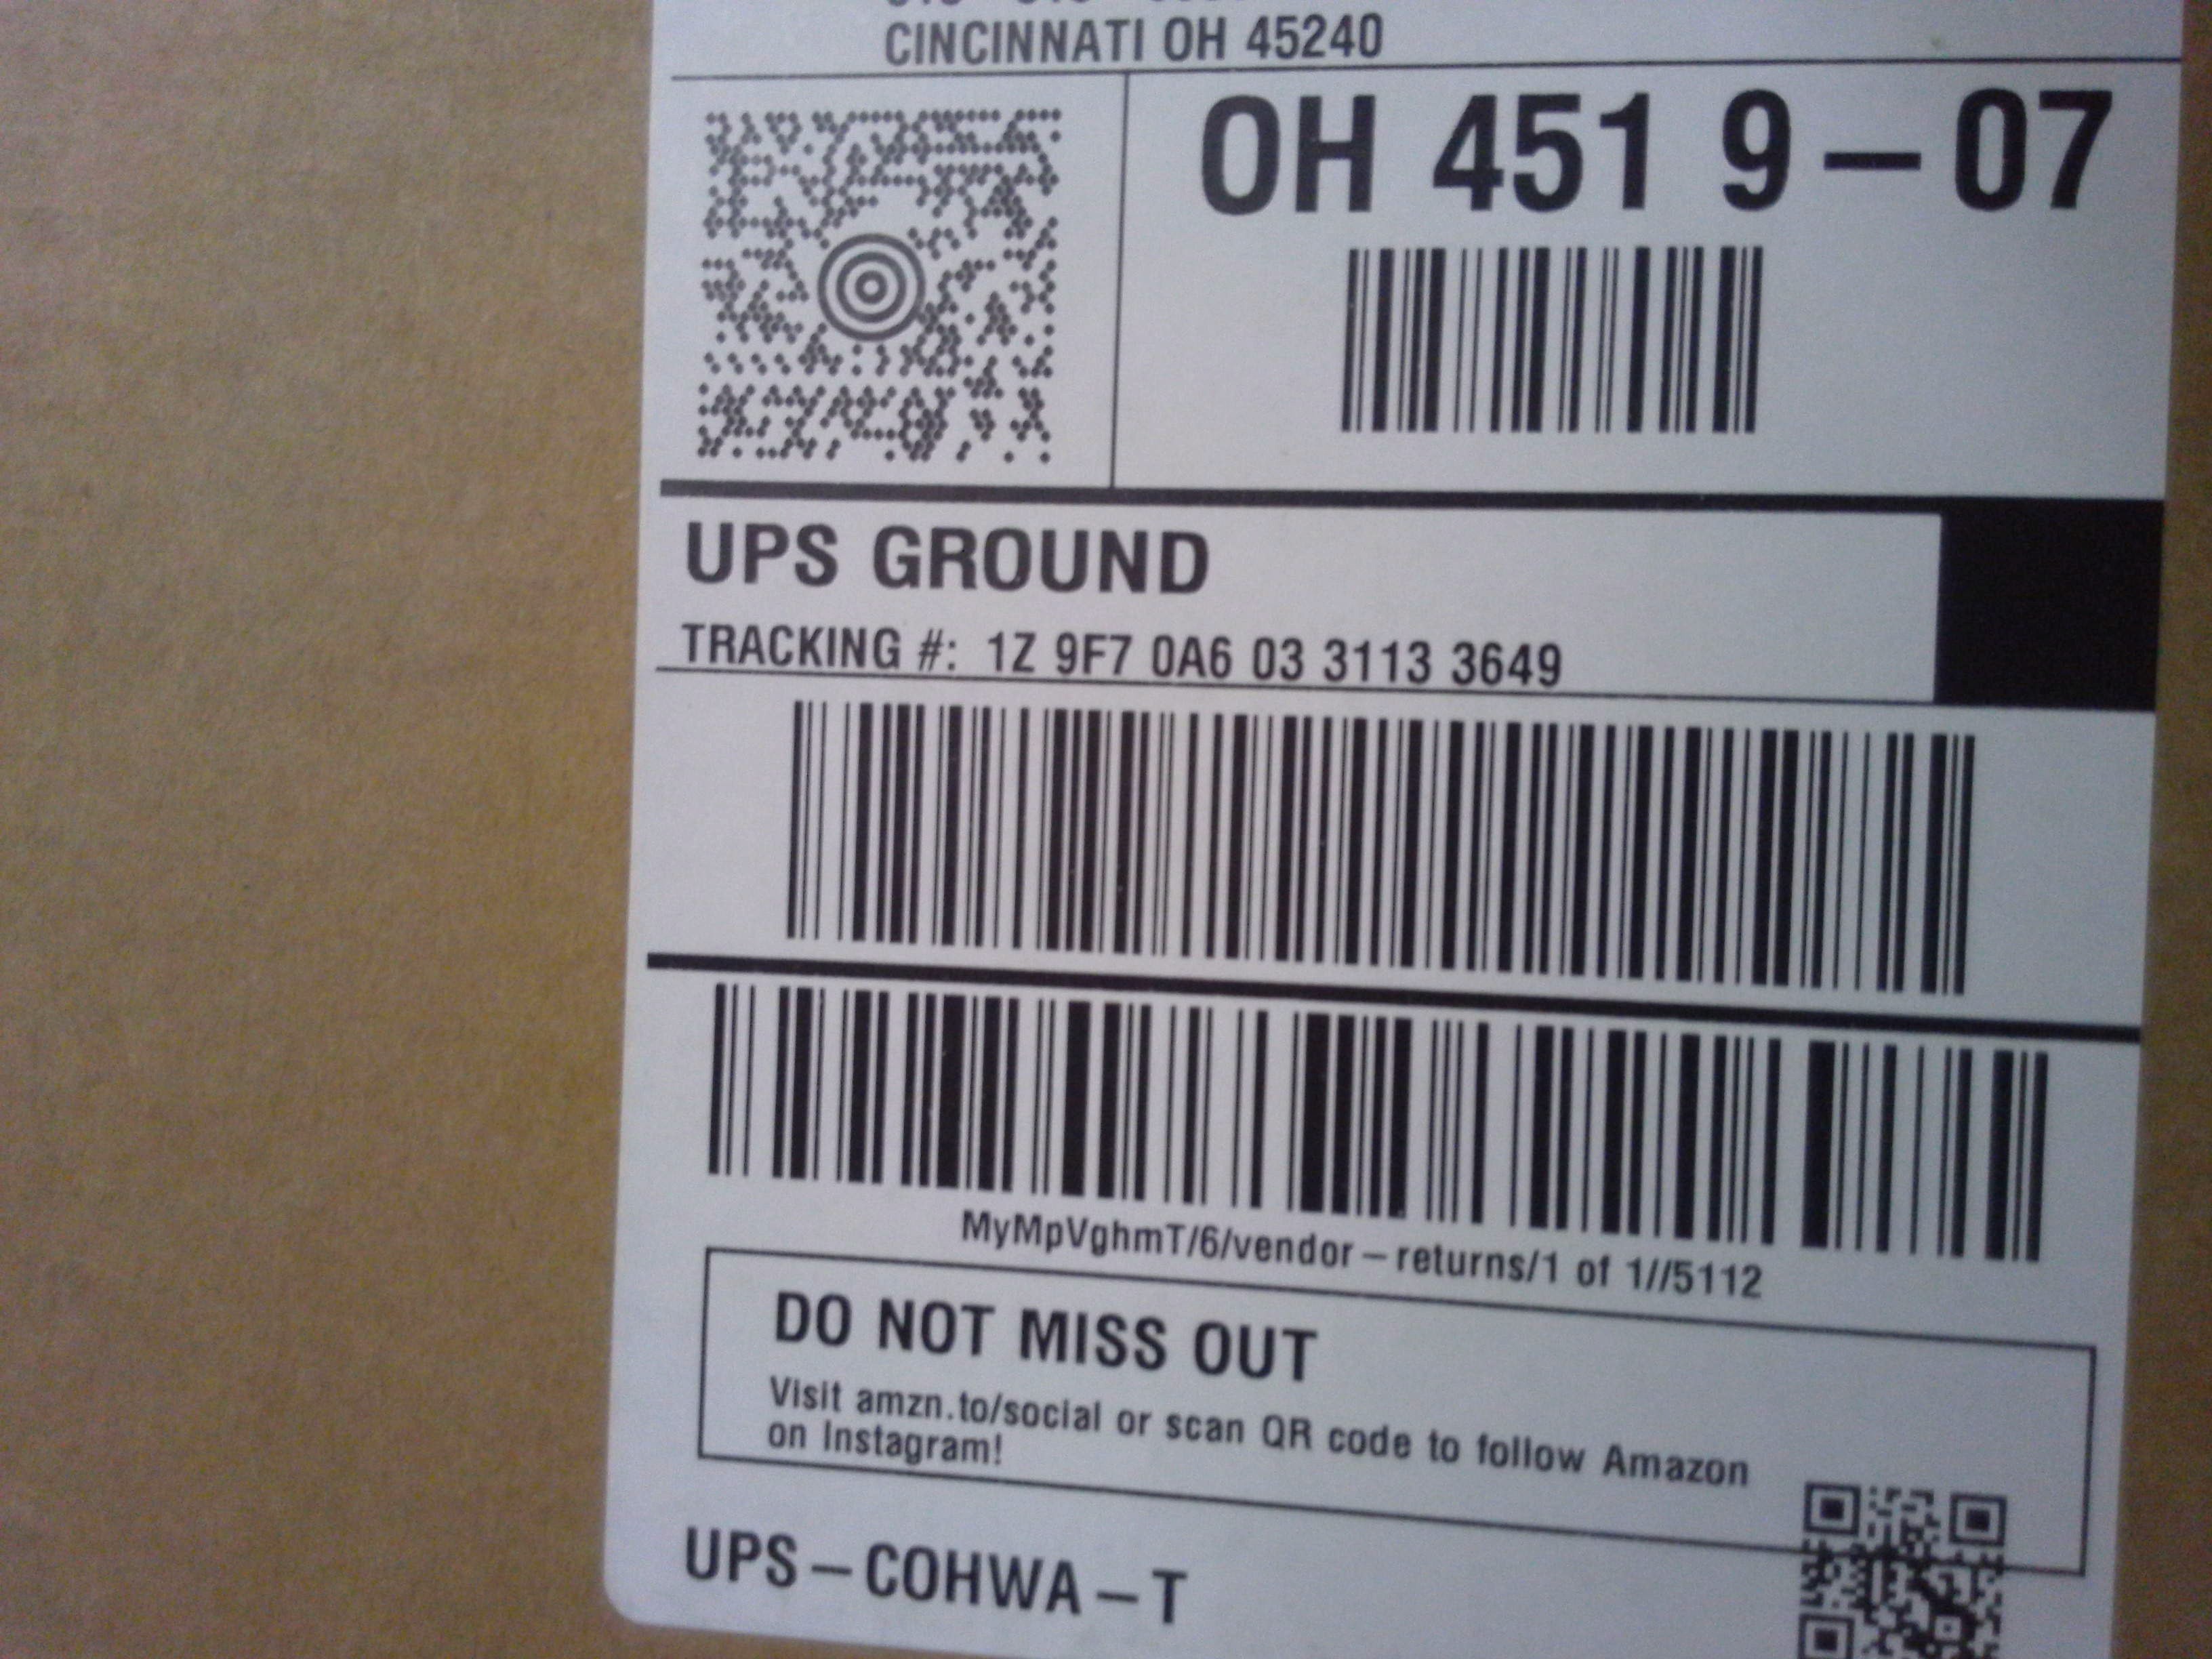 CINCINNATI OH 45240
OH 451 9-07
UPS GROUND
TRACKING #: 1Z 9F7 0A6 03 3113 3649
MyMpVghmT/6/vendor-returns/1 of 1//5112
DO NOT MISS OUT
Visit amzn.to/social or scan QR code to follow Amazon
on Instagram!
UPS-COHWA-T